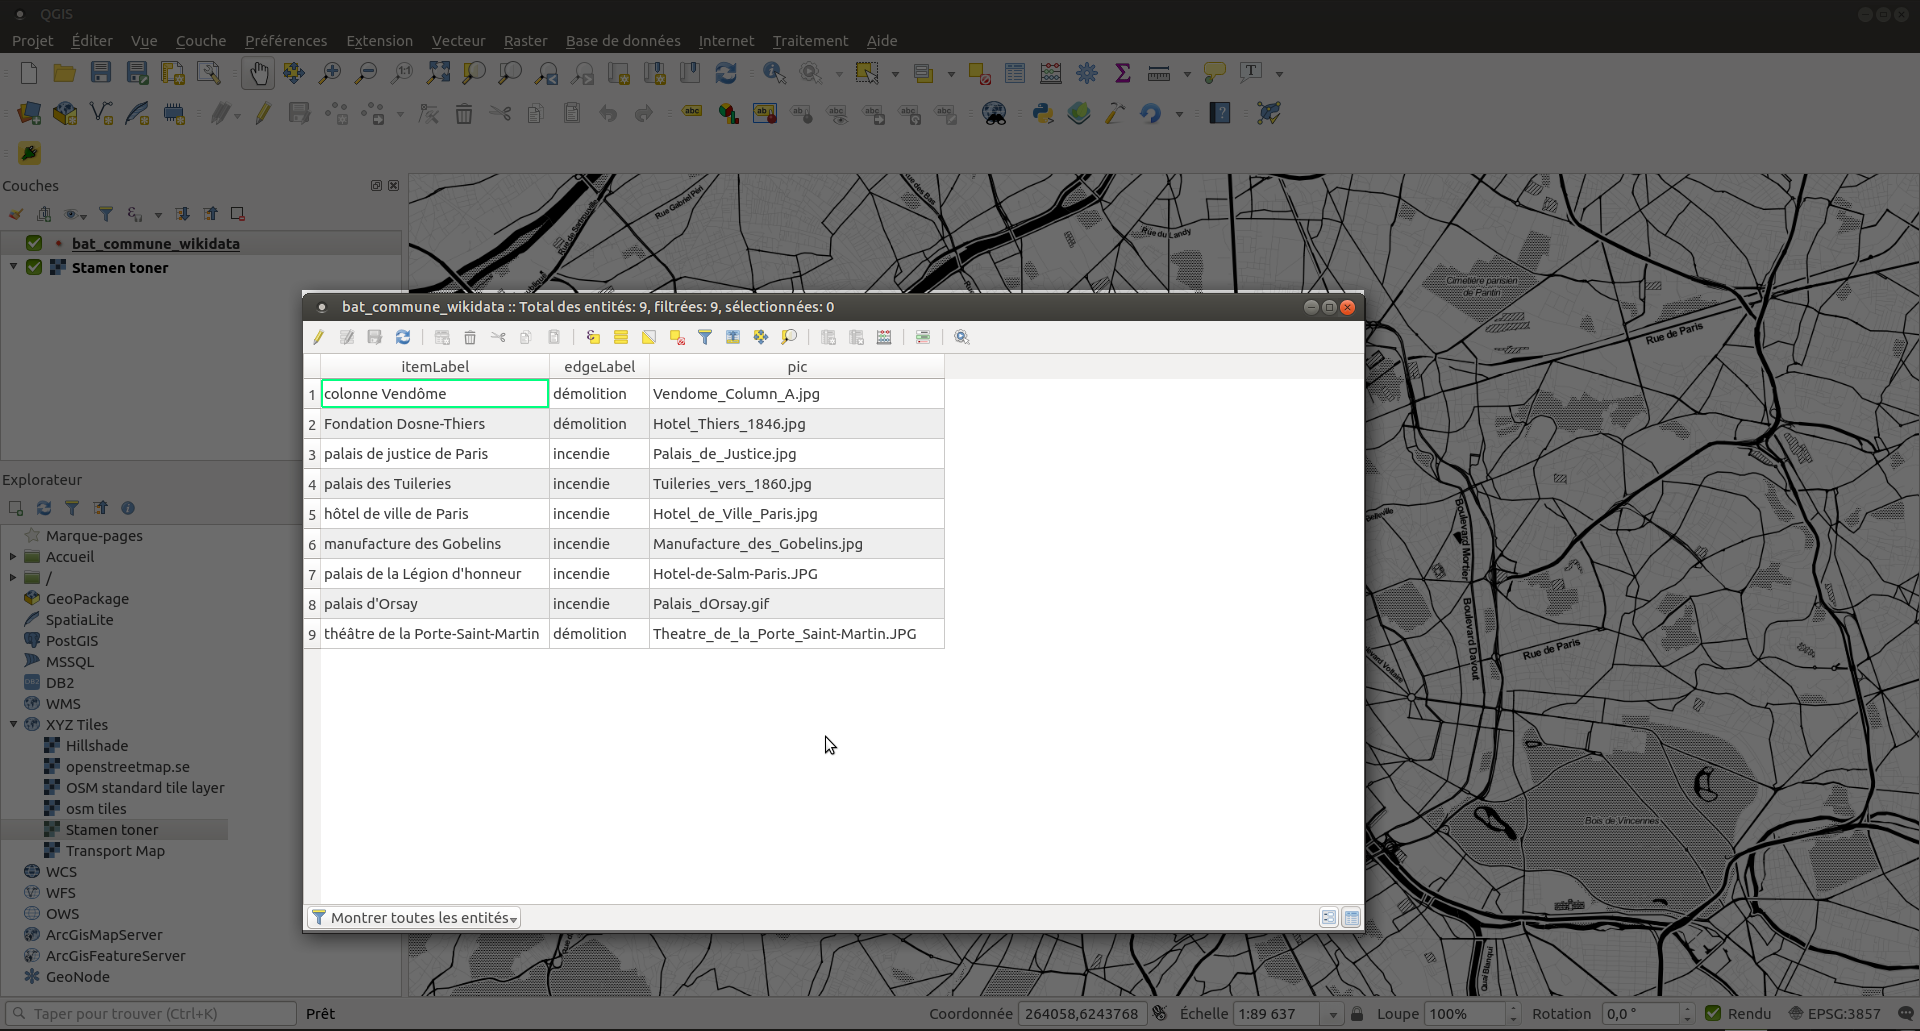 QGIS
Projet Éditer Vue Couche Préférences Extension Vecteur Raster Base de données Internet Traitement Aide
Couches
bat_commune_wikidata
Stamen toner
Explorateur
Marque-pages
Accueil
/
GeoPackage
SpatiaLite
PostGIS
MSSQL
DB2
WMS
XYZ Tiles
Hillshade
openstreetmap.se
OSM standard tile layer
osm tiles
Stamen toner
Transport Map
WCS
WFS
OWS
ArcGisMapServer
ArcGisFeatureServer
GeoNode
bat_commune_wikidata :: Total des entités: 9, filtrées: 9, sélectionnées: 0
itemLabel edgeLabel pic
1 colonne Vendôme démolition Vendome_Column_A.jpg
2 Fondation Dosne-Thiers démolition Hotel_Thiers_1846.jpg
3 palais de justice de Paris incendie Palais_de_Justice.jpg
4 palais des Tuileries incendie Tuileries_vers_1860.jpg
5 hôtel de ville de Paris incendie Hotel_de_Ville_Paris.jpg
6 manufacture des Gobelins incendie Manufacture_des_Gobelins.jpg
7 palais de la Légion d'honneur incendie Hotel-de-Salm-Paris.JPG
8 palais d'Orsay incendie Palais_dOrsay.gif
9 théâtre de la Porte-Saint-Martin démolition Theatre_de_la_Porte_Saint-Martin.JPG
Montrer toutes les entités
Rue Gabriel Péri
Rue du Landy
Cimetière parisien
de Pantin
Rue de Paris
Boulevard Mortier
Boulevard Davout
Rue de Paris
Bois de Vincennes
Quai Blanqui
Taper pour trouver (Ctrl+K) Prêt Coordonnée 264058,6243768 Échelle 1:89 637 Loupe 100% Rotation 0,0 ° Rendu EPSG:3857